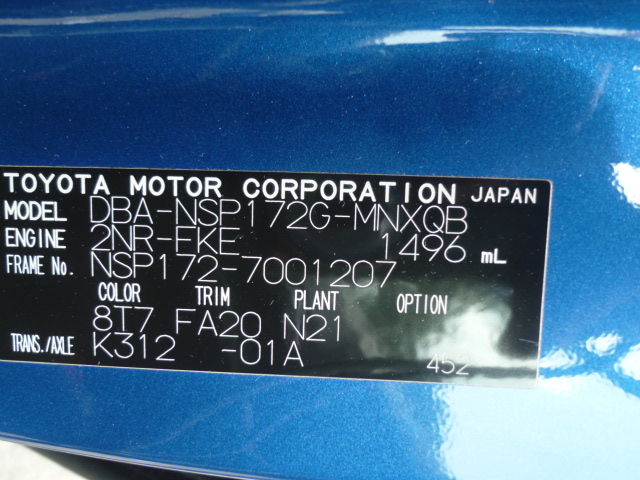 TOYOTA MOTOR CORPORATION JAPAN
MODEL DBA-NSP172G-MNXQB
ENGINE 2NR-FKE 1496 mL
FRAME No. NSP172-7001207
COLOR TRIM PLANT OPTION
8T7 FA20 N21
TRANS./AXLE K312 -01A
452